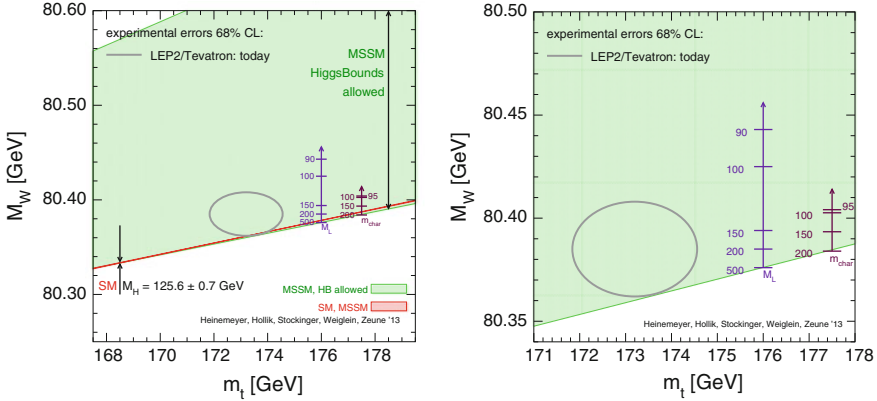 80.60
80.50
80.40
80.30
M_W [GeV]
experimental errors 68% CL:
LEP2/Tevatron: today
MSSM
HiggsBounds
allowed
90
100
150
200
500
M_L
100 95
150
200
m_char
SM M_H = 125.6 ± 0.7 GeV
MSSM, HB allowed
SM, MSSM
Heinemeyer, Hollik, Stockinger, Weiglein, Zeune '13
168 170 172 174 176 178
m_t [GeV]
80.50
80.45
80.40
80.35
M_W [GeV]
experimental errors 68% CL:
LEP2/Tevatron: today
90
100
150
200
500
M_L
95
100
150
200
m_char
Heinemeyer, Hollik, Stockinger, Weiglein, Zeune '13
171 172 173 174 175 176 177 178
m_t [GeV]